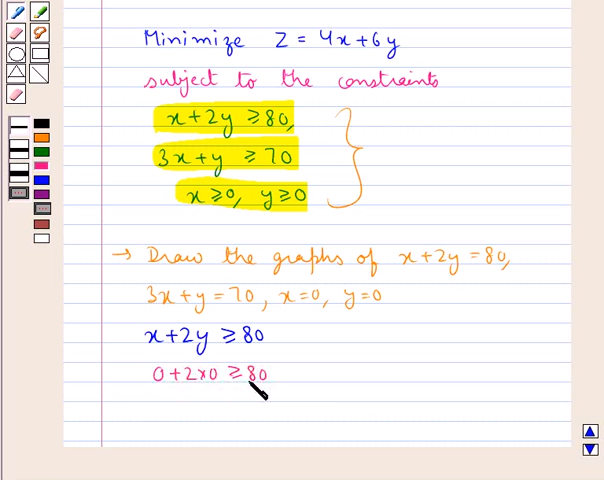 Minimize Z = 4x+6y
subject to the constraints
x+2y ≥80,
3x+y ≥ 70
x≥0, y≥0
→ Draw the graphs of x+2y=80,
3x+y=70, x=0, y=0
x+2y ≥80
0+2×0 ≥80